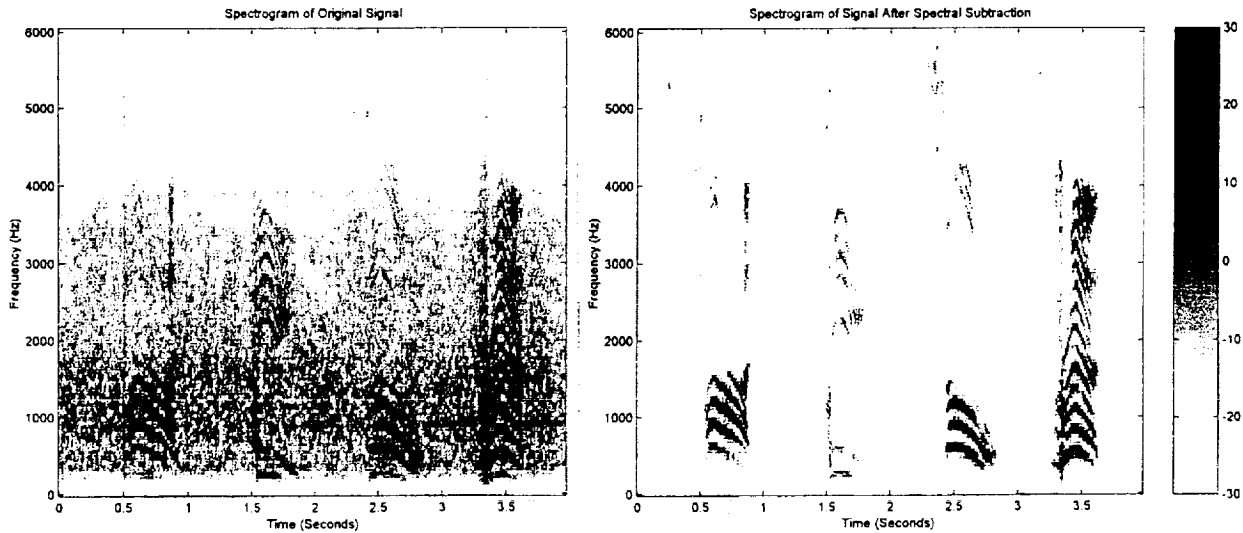 Spectrogram of Original Signal
6000
5000
4000
3000
2000
1000
0
Frequency (Hz)
0 0.5 1 1.5 2 2.5 3 3.5
Time (Seconds)
Spectrogram of Signal After Spectral Subtraction
6000
5000
4000
3000
2000
1000
0
Frequency (Hz)
0 0.5 1 1.5 2 2.5 3 3.5
Time (Seconds)
30
20
10
0
-10
-20
-30